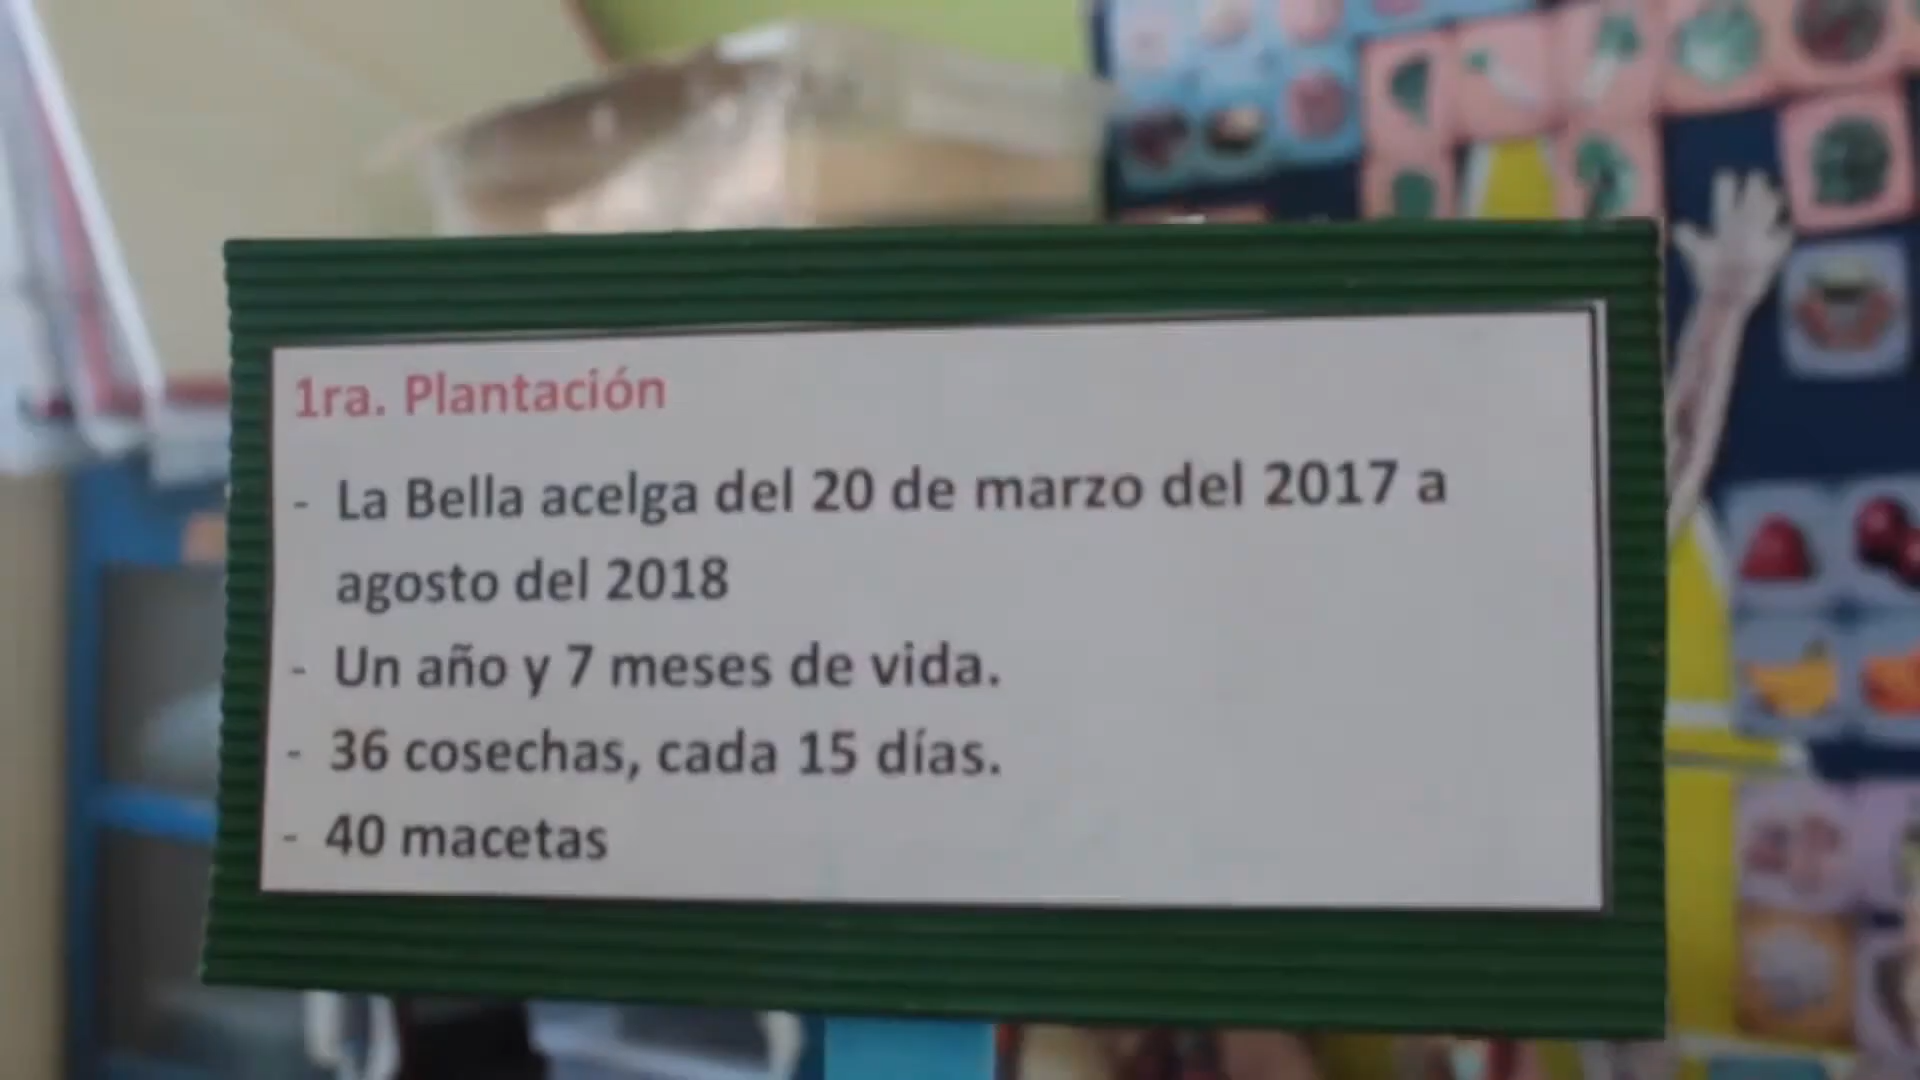 1ra. Plantación
- La Bella acelga del 20 de marzo del 2017 a
agosto del 2018
- Un año y 7 meses de vida.
- 36 cosechas, cada 15 días.
- 40 macetas